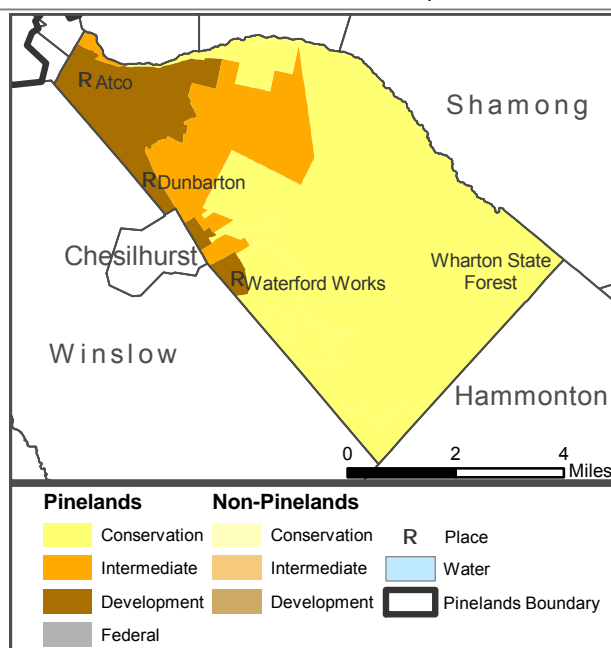 R Atco
Shamong
R Dunbarton
Chesilhurst
Wharton State
Forest
R Waterford Works
Winslow
Hammonton
0 2 4
Miles
Pinelands Non-Pinelands
Conservation Conservation R Place
Intermediate Intermediate Water
Development Development Pinelands Boundary
Federal